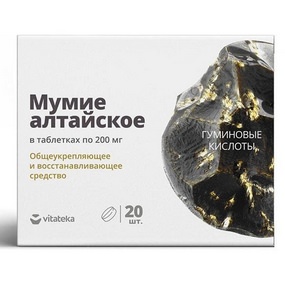 Мумие
алтайское
в таблетках по 200 мг
Общеукрепляющее
и восстанавливающее
средство
ГУМИНОВЫЕ
КИСЛОТЫ
vitateka
20
шт.